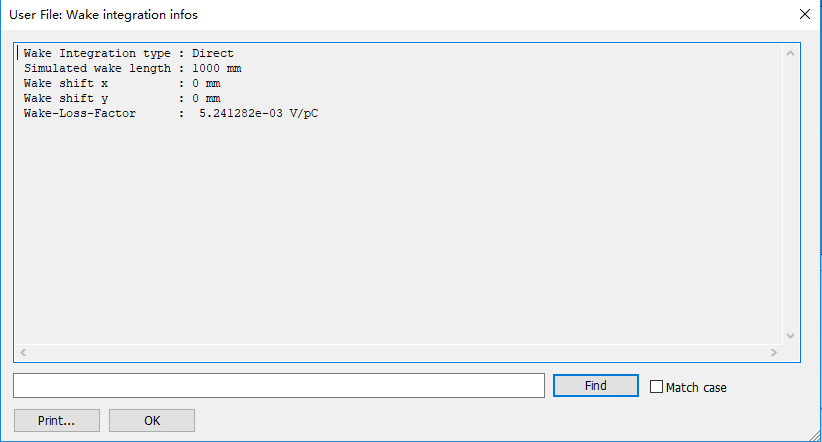 User File: Wake integration infos
Wake Integration type : Direct
Simulated wake length : 1000 mm
Wake shift x          : 0 mm
Wake shift y          : 0 mm
Wake-Loss-Factor      :  5.241282e-03 V/pC
Find
Match case
Print...
OK